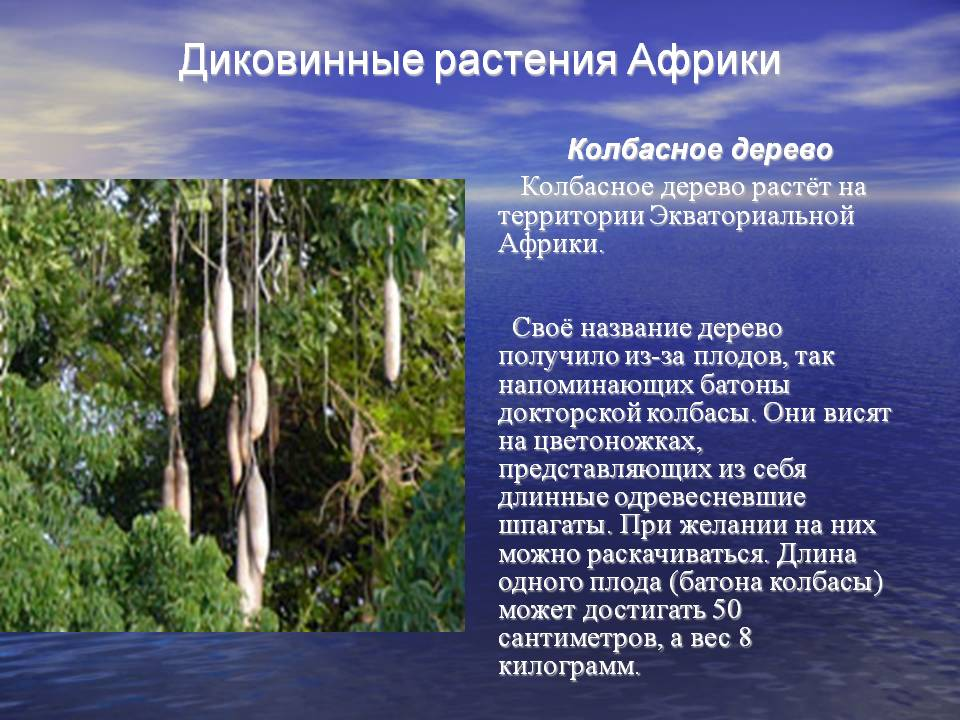 Диковинные растения Африки
Колбасное дерево
Колбасное дерево растёт на
территории Экваториальной
Африки.
Своё название дерево
получило из-за плодов, так
напоминающих батоны
докторской колбасы. Они висят
на цветоножках,
представляющих из себя
длинные одревесневшие
шпагаты. При желании на них
можно раскачиваться. Длина
одного плода (батона колбасы)
может достигать 50
сантиметров, а вес 8
килограмм.